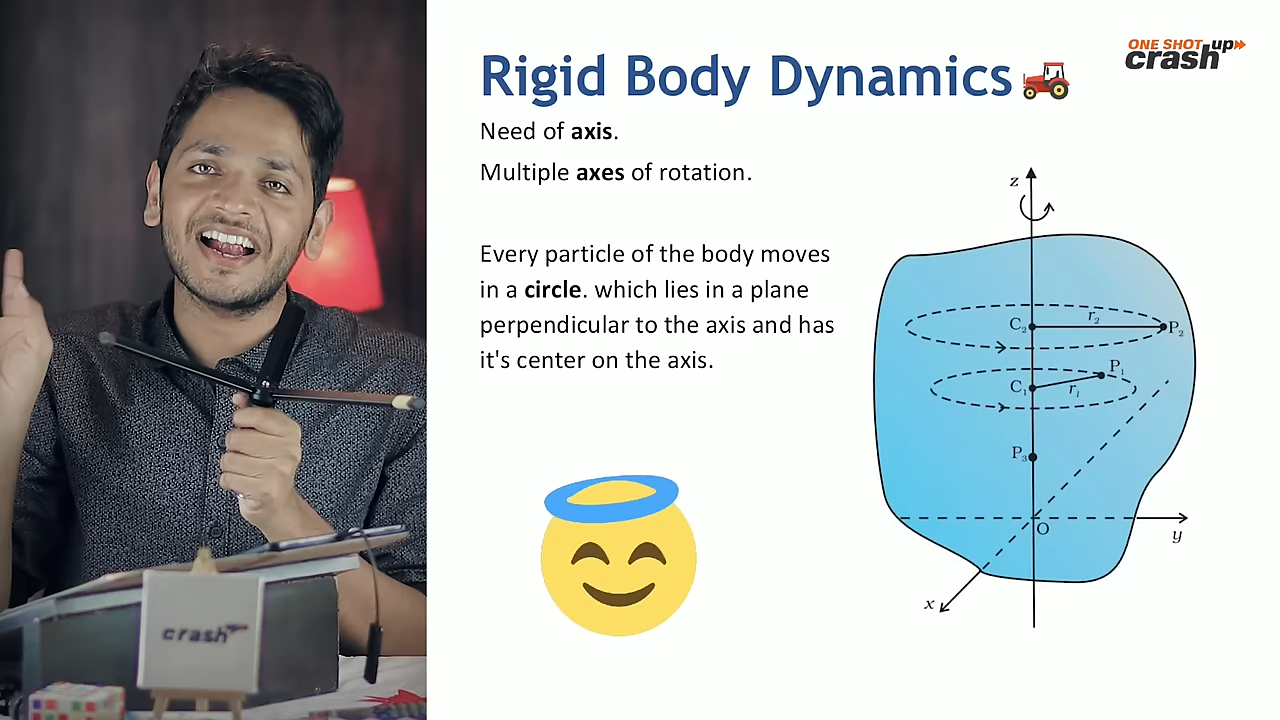 Rigid Body Dynamics
ONE SHOT
crash up
Need of axis.
Multiple axes of rotation.
Every particle of the body moves
in a circle. which lies in a plane
perpendicular to the axis and has
it's center on the axis.
z
C₂ r₂ P₂
C₁ r₁ P₁
P₃
O
y
x
crash